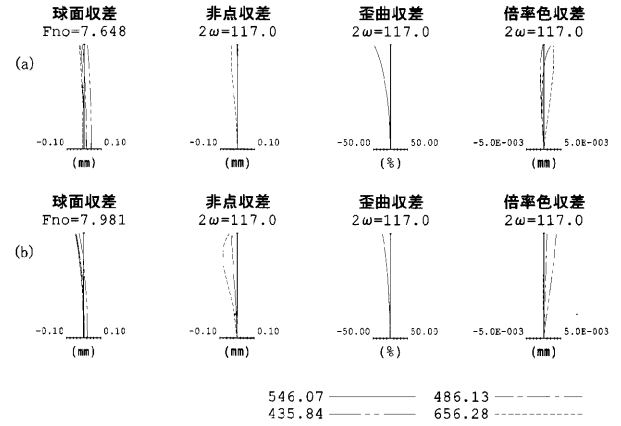 球面収差 非点収差 歪曲収差 倍率色収差
Fno=7.648 2ω=117.0 2ω=117.0 2ω=117.0
(a)
-0.10 0.10 -0.10 0.10 -50.00 50.00 -5.0E-003 5.0E-003
(mm) (mm) (%) (mm)
球面収差 非点収差 歪曲収差 倍率色収差
Fno=7.981 2ω=117.0 2ω=117.0 2ω=117.0
(b)
-0.10 0.10 -0.10 0.10 -50.00 50.00 -5.0E-003 5.0E-003
(mm) (mm) (%) (mm)
546.07 486.13
435.84 656.28